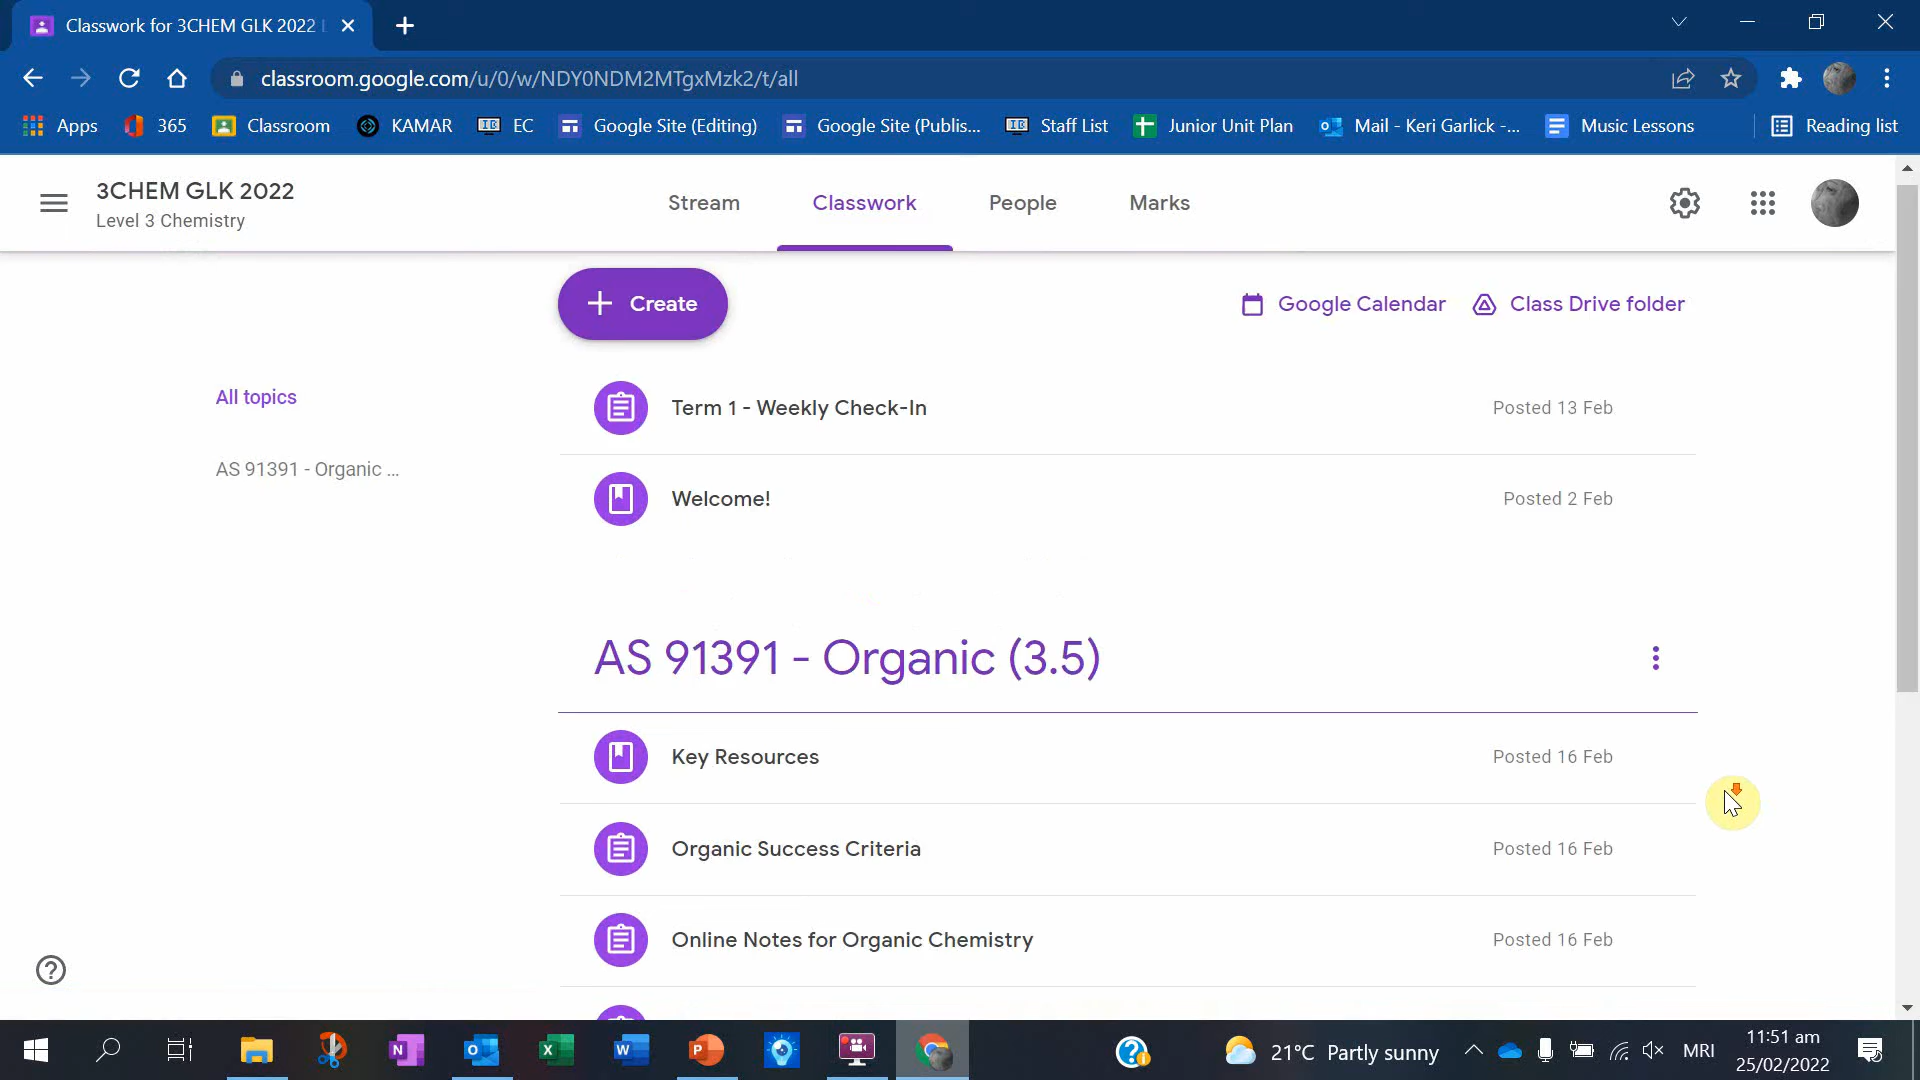 Classwork for 3CHEM GLK 2022
classroom.google.com/u/0/w/NDY0NDM2MTgxMzk2/t/all
Apps 365 Classroom KAMAR EC Google Site (Editing) Google Site (Publis... Staff List Junior Unit Plan Mail - Keri Garlick -... Music Lessons Reading list
3CHEM GLK 2022
Level 3 Chemistry
Stream Classwork People Marks
Create
Google Calendar Class Drive folder
All topics
AS 91391 - Organic ...
Term 1 - Weekly Check-In Posted 13 Feb
Welcome! Posted 2 Feb
AS 91391 - Organic (3.5)
Key Resources Posted 16 Feb
Organic Success Criteria Posted 16 Feb
Online Notes for Organic Chemistry Posted 16 Feb
21°C Partly sunny MRI 11:51 am
25/02/2022